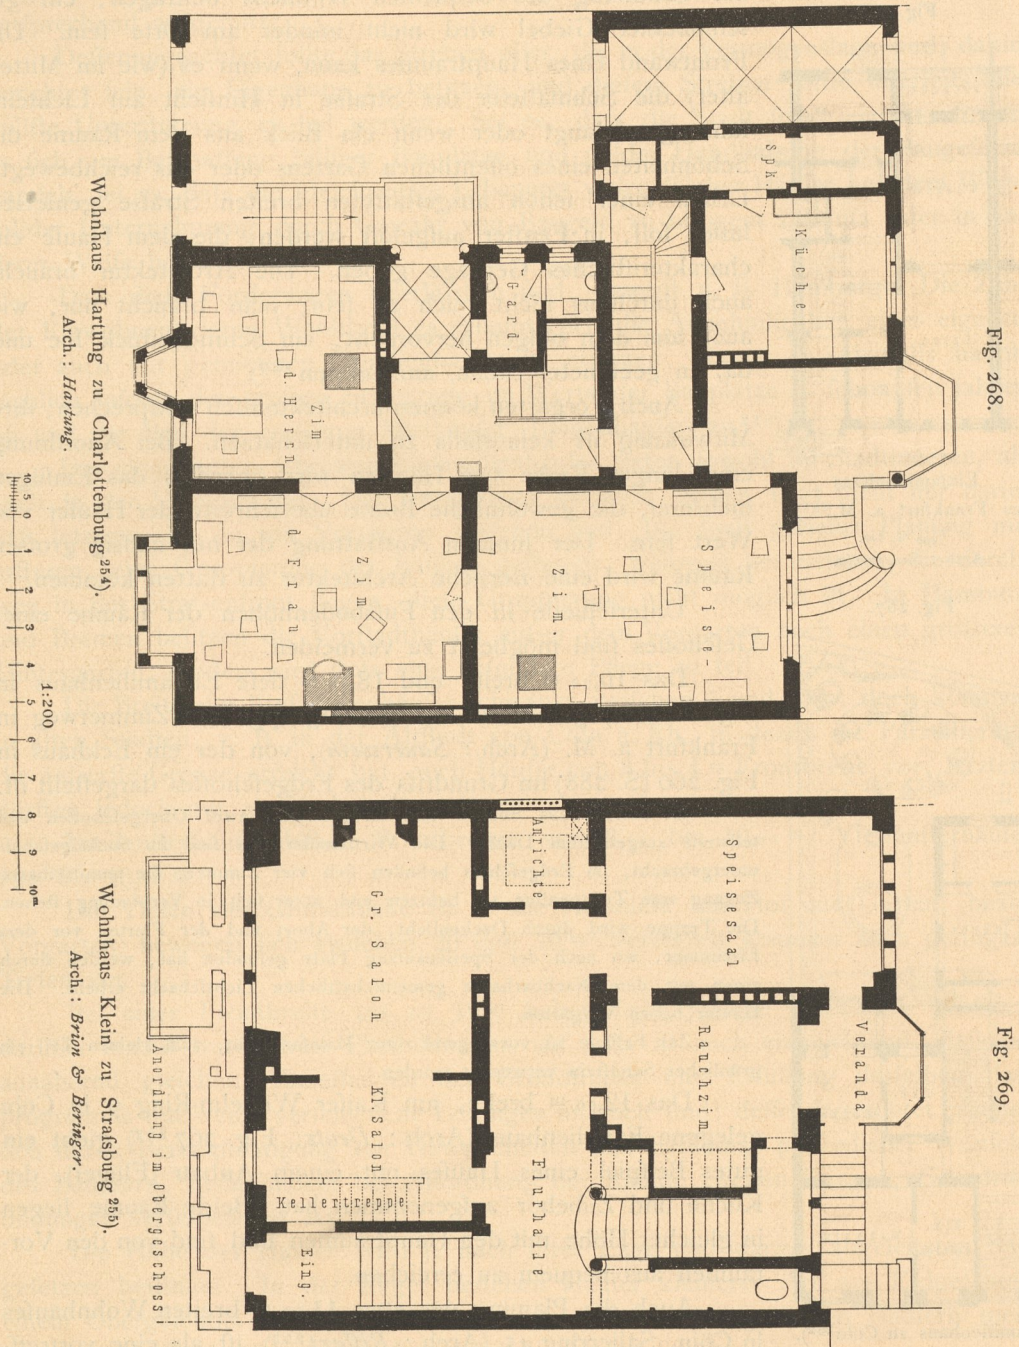 Fig. 268.
Spk.
Küche
Gard.
Zim.
d. Herrn
Speise-
Zim.
Zim.
d. Frau
Wohnhaus Hartung zu Charlottenburg 254).
Arch.: Hartung.
10 5 0 1 2 3 4 5 6 7 8 9 10m
1:200
Fig. 269.
Veranda
Speisesaal
Rauchzim.
Anrichte
Flurhalle
Gr. Salon
Kl. Salon
Kellertreppe
Eing.
Anordnung im Obergeschoss
Wohnhaus Klein zu Straſsburg 255).
Arch.: Brion & Beringer.